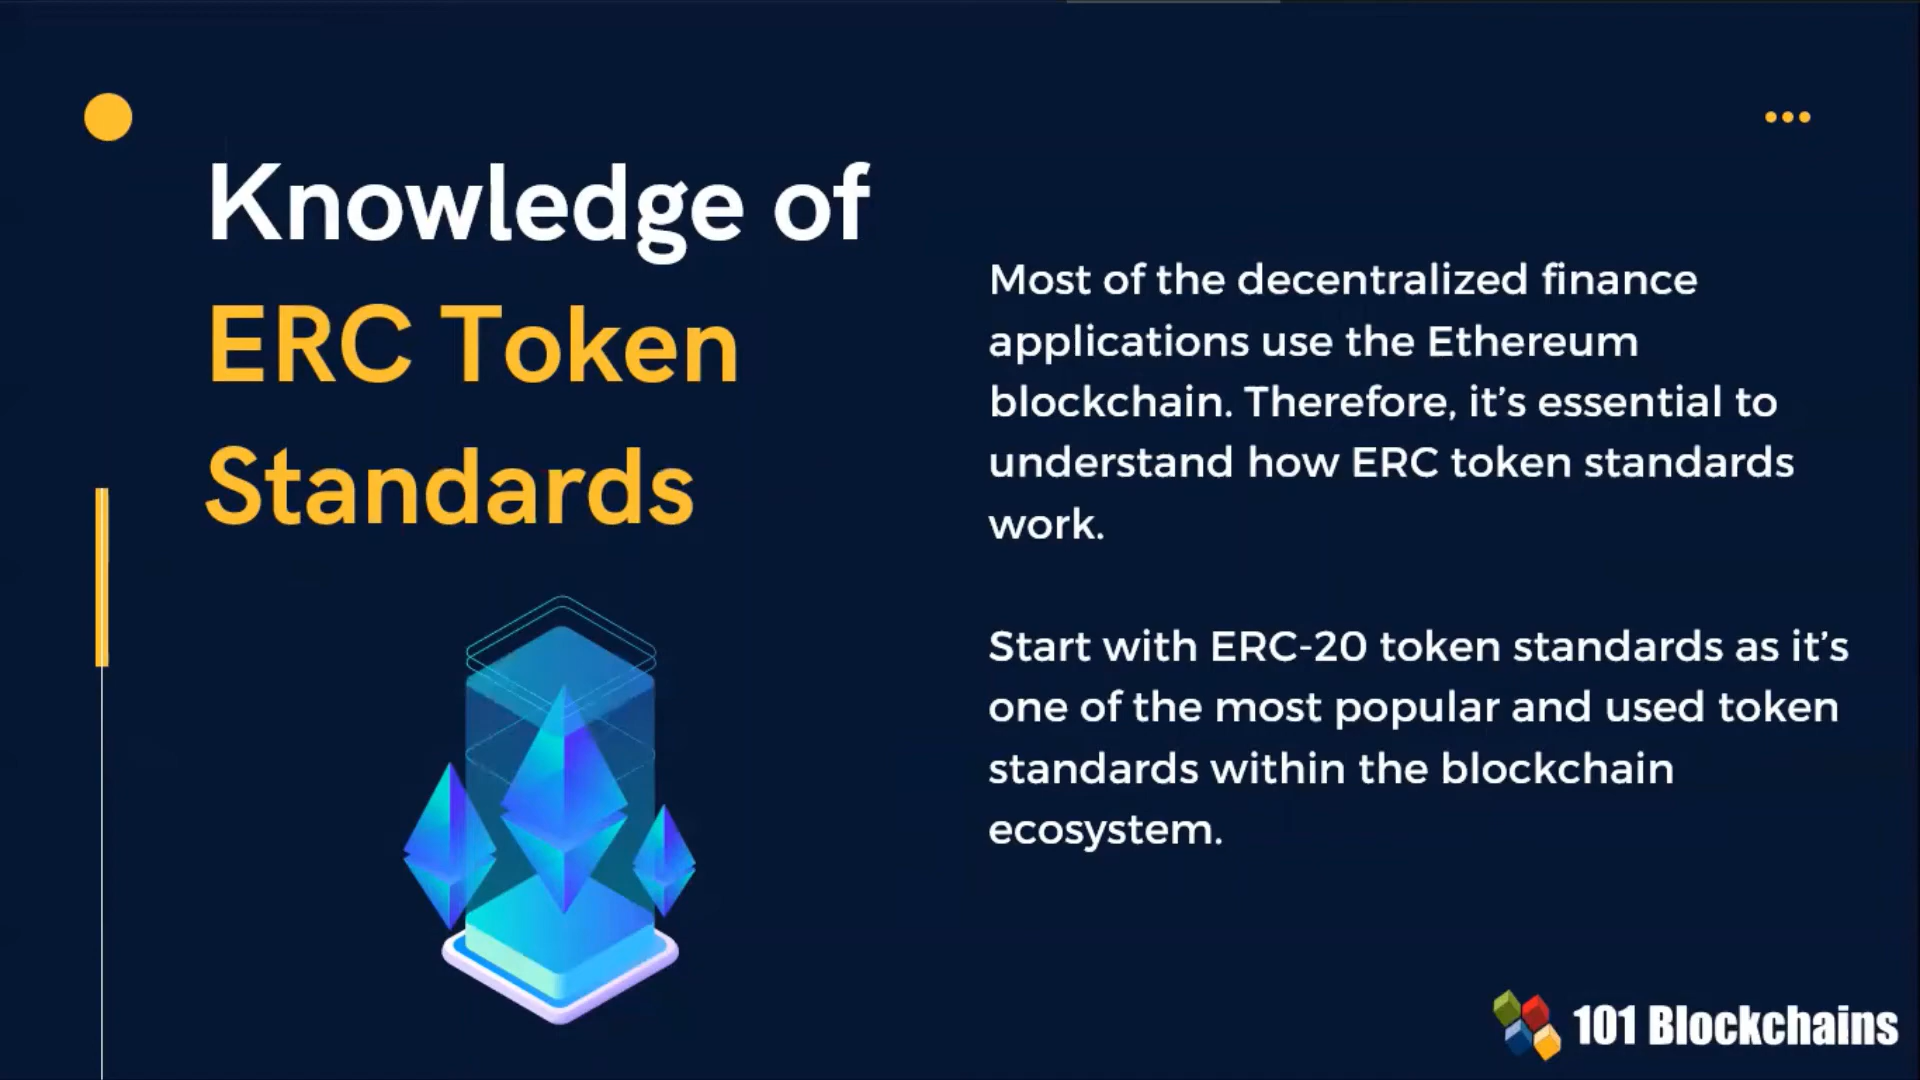 Knowledge of
ERC Token
Standards
Most of the decentralized finance
applications use the Ethereum
blockchain. Therefore, it’s essential to
understand how ERC token standards
work.
Start with ERC-20 token standards as it’s
one of the most popular and used token
standards within the blockchain
ecosystem.
101 Blockchains